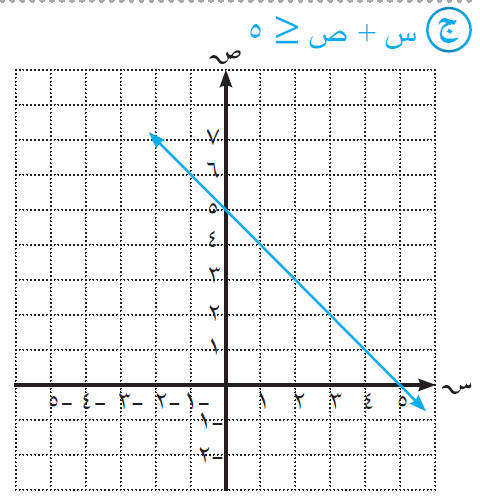 ج س + ص ≤ ٥
ص
٧
٦
٥
٤
٣
٢
١
س
٥ ٤ ٣ ٢ ١ ١– ٢– ٣– ٤– ٥–
١–
٢–